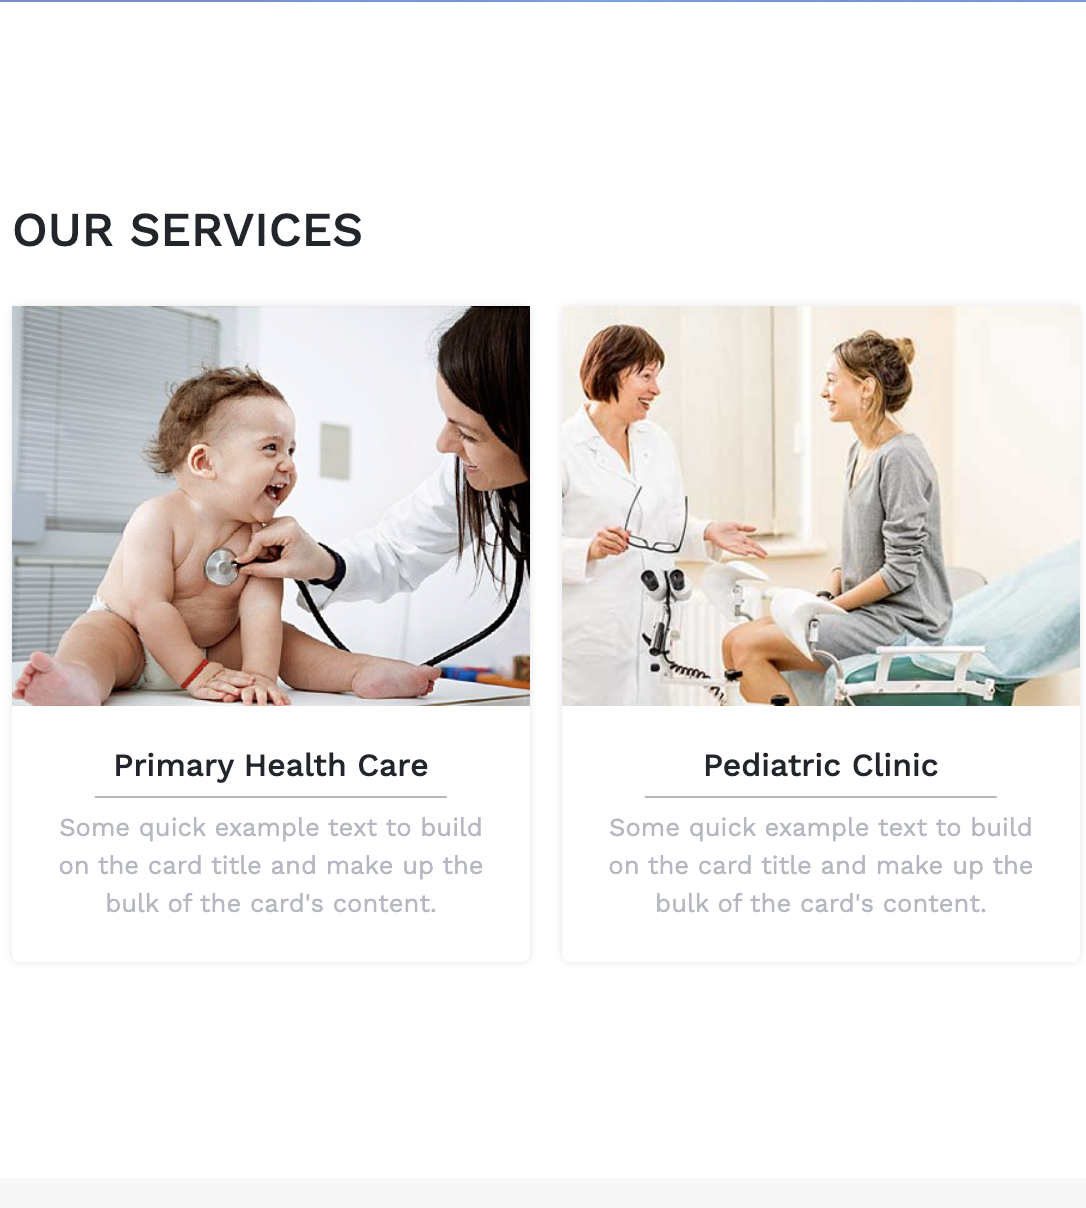 OUR SERVICES
Primary Health Care
Some quick example text to build
on the card title and make up the
bulk of the card's content.
Pediatric Clinic
Some quick example text to build
on the card title and make up the
bulk of the card's content.